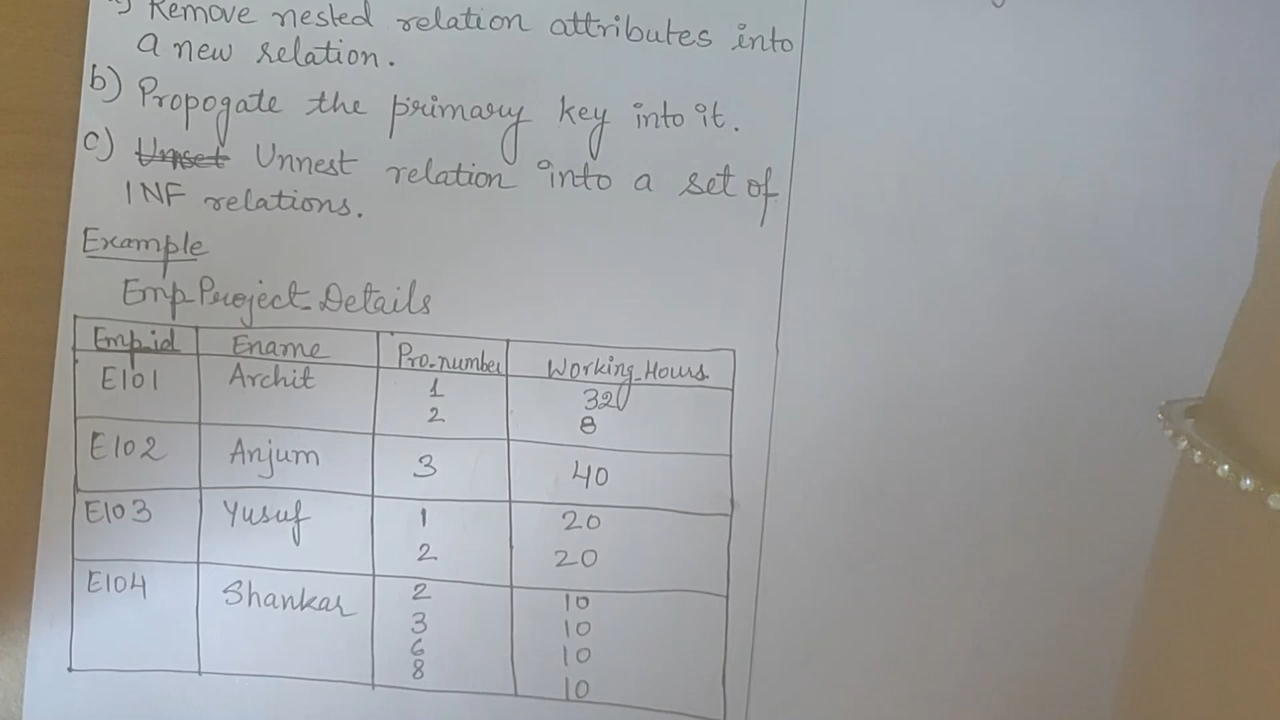 Remove nested relation attributes into
a new relation.
b) Propogate the primary key into it.
c) Unset Unnest relation into a set of
1NF relations.
Example
Emp_Project_Details
Emp_id Ename Pro_number Working_Hours
E101 Archit 1 32
2 8
E102 Anjum 3 40
E103 Yusuf 1 20
2 20
E104 Shankar 2 10
3 10
6 10
8 10